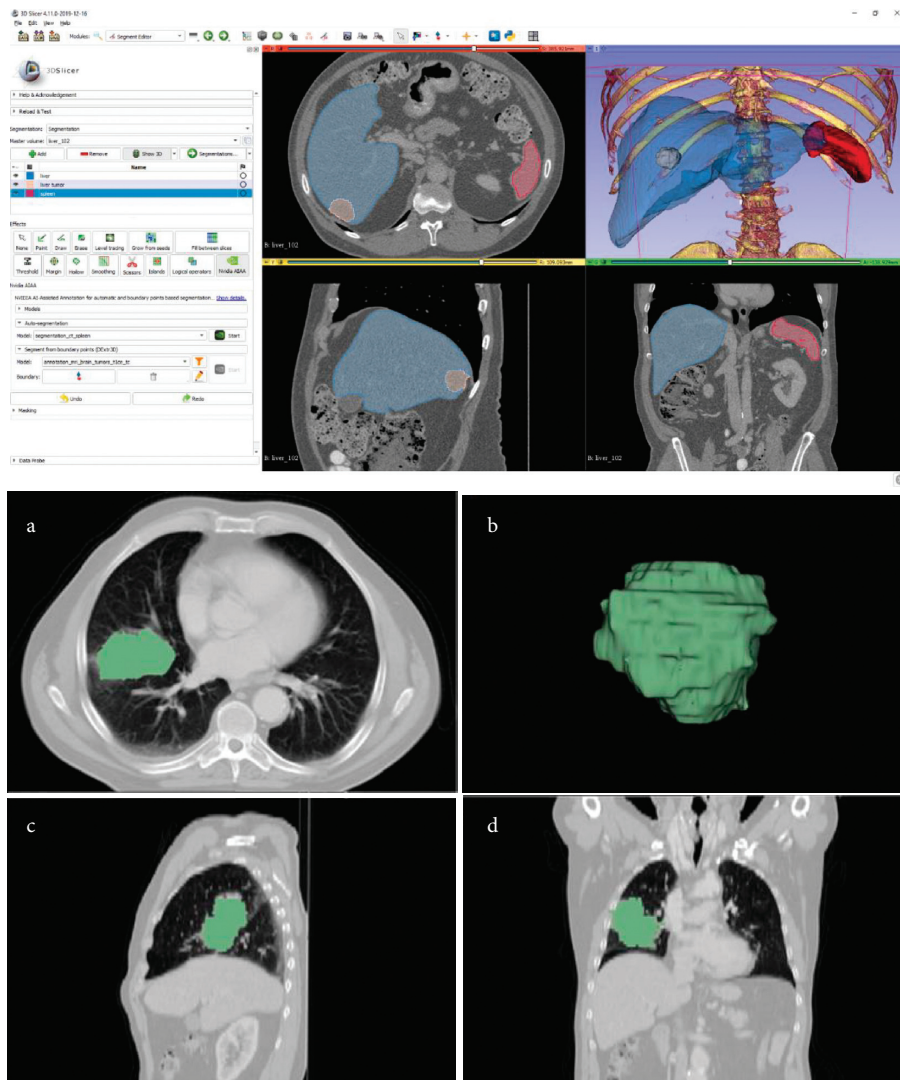 3D Slicer 4.11.0-2019-12-16
File Edit View Help
Modules: Segment Editor
3DSlicer
Help & Acknowledgement
Reload & Test
Segmentation: Segmentation
Master volume: liver_102
Add Remove Show 3D Segmentations...
Name
liver
liver tumor
spleen
Effects
None Paint Draw Erase Level tracing Grow from seeds Fill between slices
Threshold Margin Hollow Smoothing Scissors Islands Logical operators Nvidia AIAA
Nvidia AIAA
NVIDIA AI-Assisted Annotation for automatic and boundary points based segmentation. Show details.
Models
Auto-segmentation
Model: segmentation_ct_spleen Start
Segment from boundary points (DExtr3D)
Model: Start
Boundary:
Undo Redo
Masking
Data Probe
B: liver_102
B: liver_102
B: liver_102
a
b
c
d